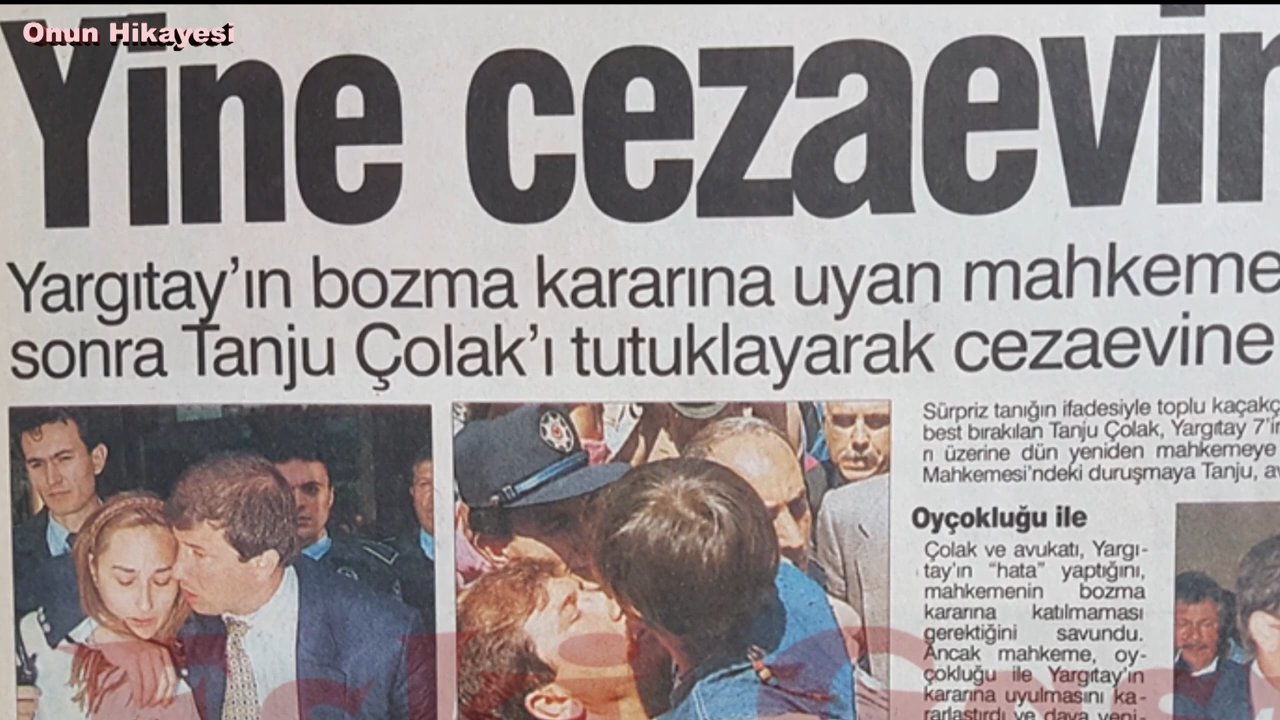 Onun Hikayesi
Yine cezaevin
Yargıtay'ın bozma kararına uyan mahkeme
sonra Tanju Çolak'ı tutuklayarak cezaevine
Sürpriz tanığın ifadesiyle toplu kaçakç
best bırakılan Tanju Çolak, Yargıtay 7'in
n üzerine dün yeniden mahkemeye
Mahkemesi'ndeki duruşmaya Tanju, av
Oyçokluğu ile
Çolak ve avukatı, Yargı-
tay'ın "hata" yaptığını,
mahkemenin bozma
kararına katılmaması
gerektiğini savundu.
Ancak mahkeme, oy-
çokluğu ile Yargıtay'ın
kararına uyulmasını ka-
rarlaştırdı ve dava yeni-